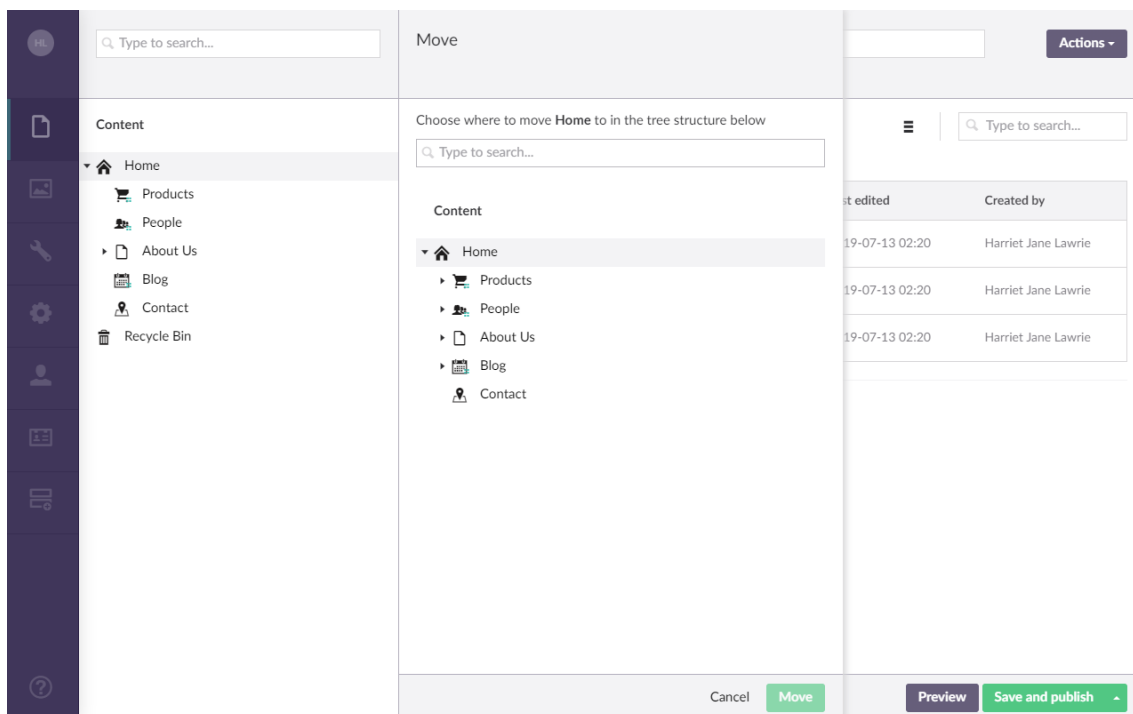 HL
Type to search...
Content
Home
Products
People
About Us
Blog
Contact
Recycle Bin
Move
Choose where to move Home to in the tree structure below
Type to search...
Content
Home
Products
People
About Us
Blog
Contact
Cancel
Move
Actions
Type to search...
st edited
Created by
19-07-13 02:20
Harriet Jane Lawrie
19-07-13 02:20
Harriet Jane Lawrie
19-07-13 02:20
Harriet Jane Lawrie
Preview
Save and publish